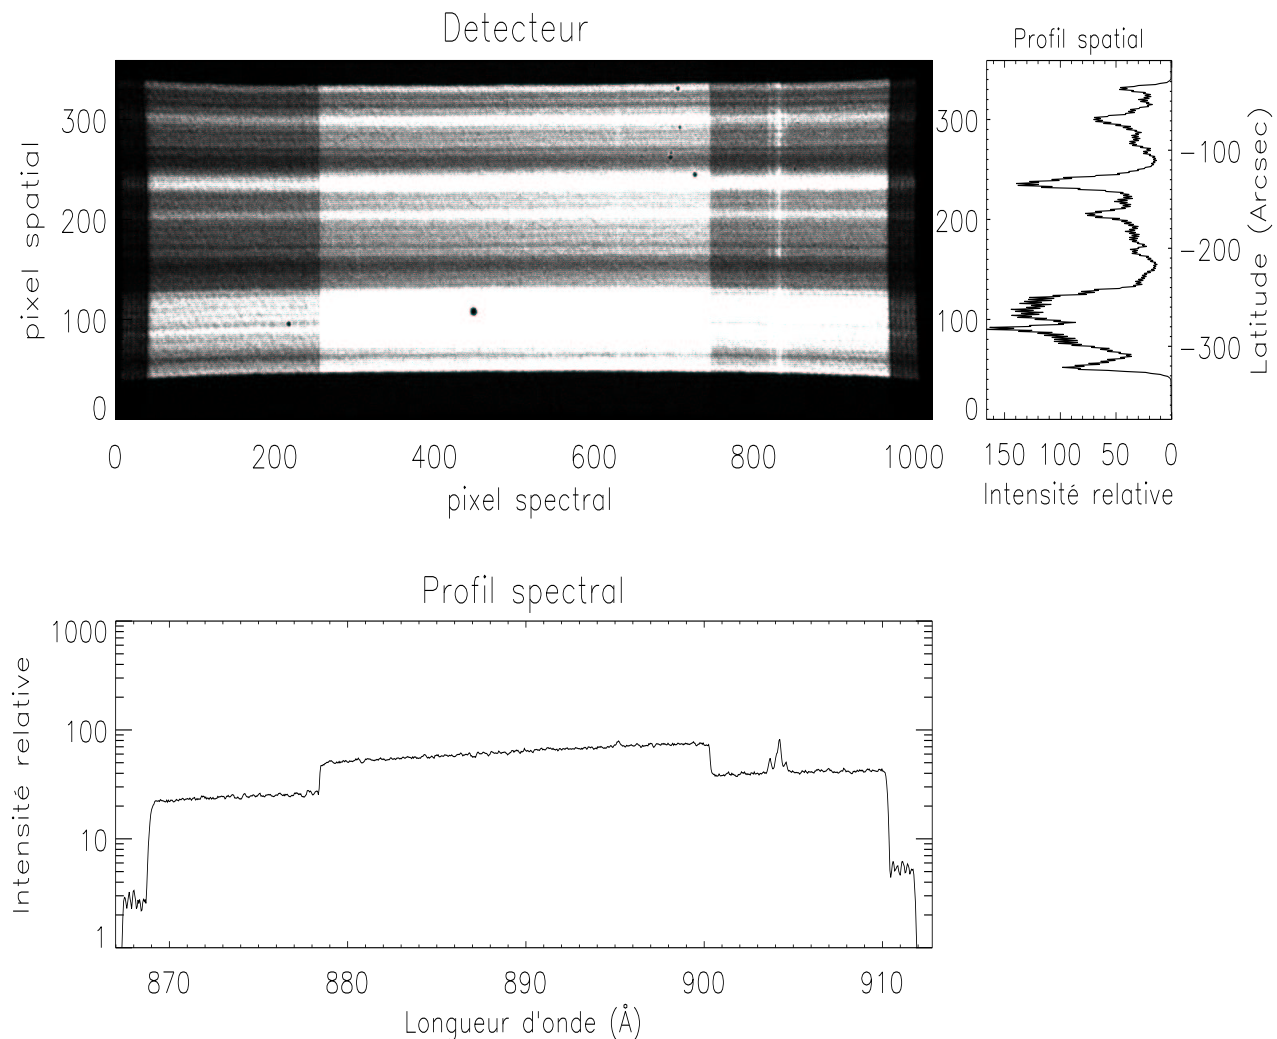 Detecteur
Profil spatial
pixel spatial
300
200
100
0
0 200 400 600 800 1000
pixel spectral
300
200
100
0
150 100 50 0
Intensité relative
−100
−200
−300
Latitude (Arcsec)
Profil spectral
Intensité relative
1000
100
10
1
870 880 890 900 910
Longueur d'onde (Å)